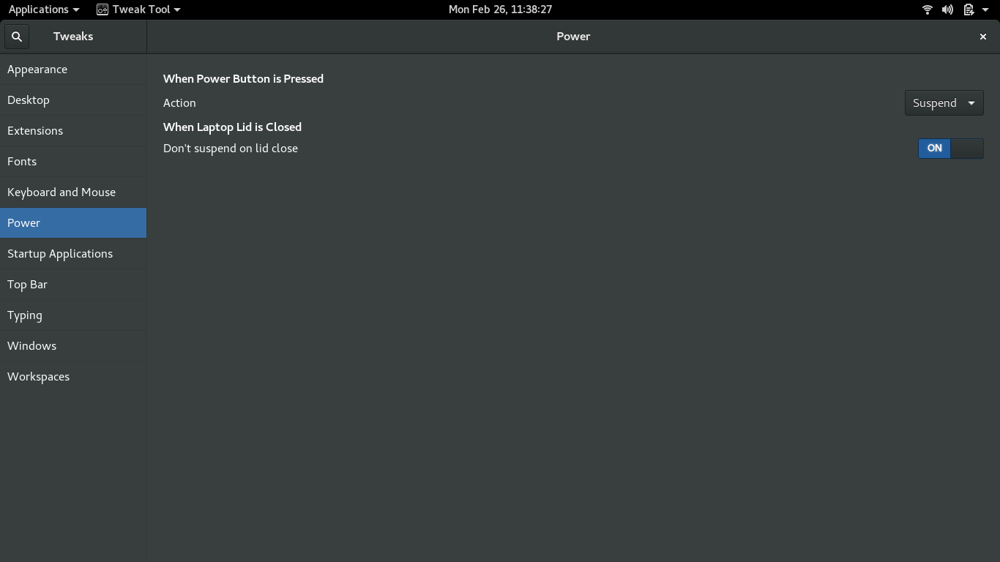 Applications Tweak Tool Mon Feb 26, 11:38:27
Tweaks Power
Appearance
Desktop
Extensions
Fonts
Keyboard and Mouse
Power
Startup Applications
Top Bar
Typing
Windows
Workspaces
When Power Button is Pressed
Action Suspend
When Laptop Lid is Closed
Don't suspend on lid close ON